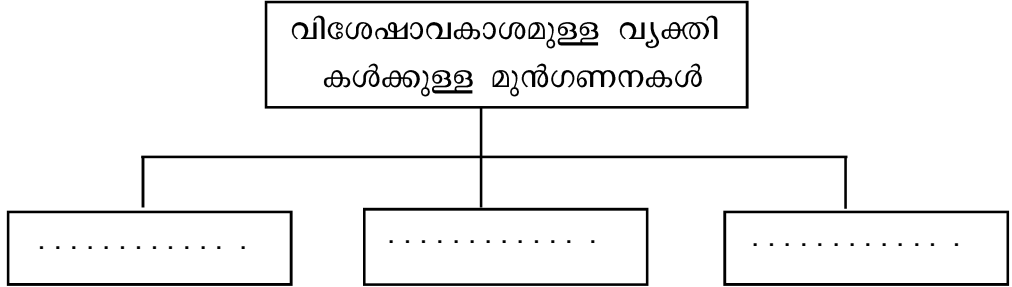 വിശേഷാവകാശമുള്ള വ്യക്തി
കൾക്കുള്ള മുൻഗണനകൾ
. . . . . . . . . . . . . .
. . . . . . . . . . . . . .
. . . . . . . . . . . . . .